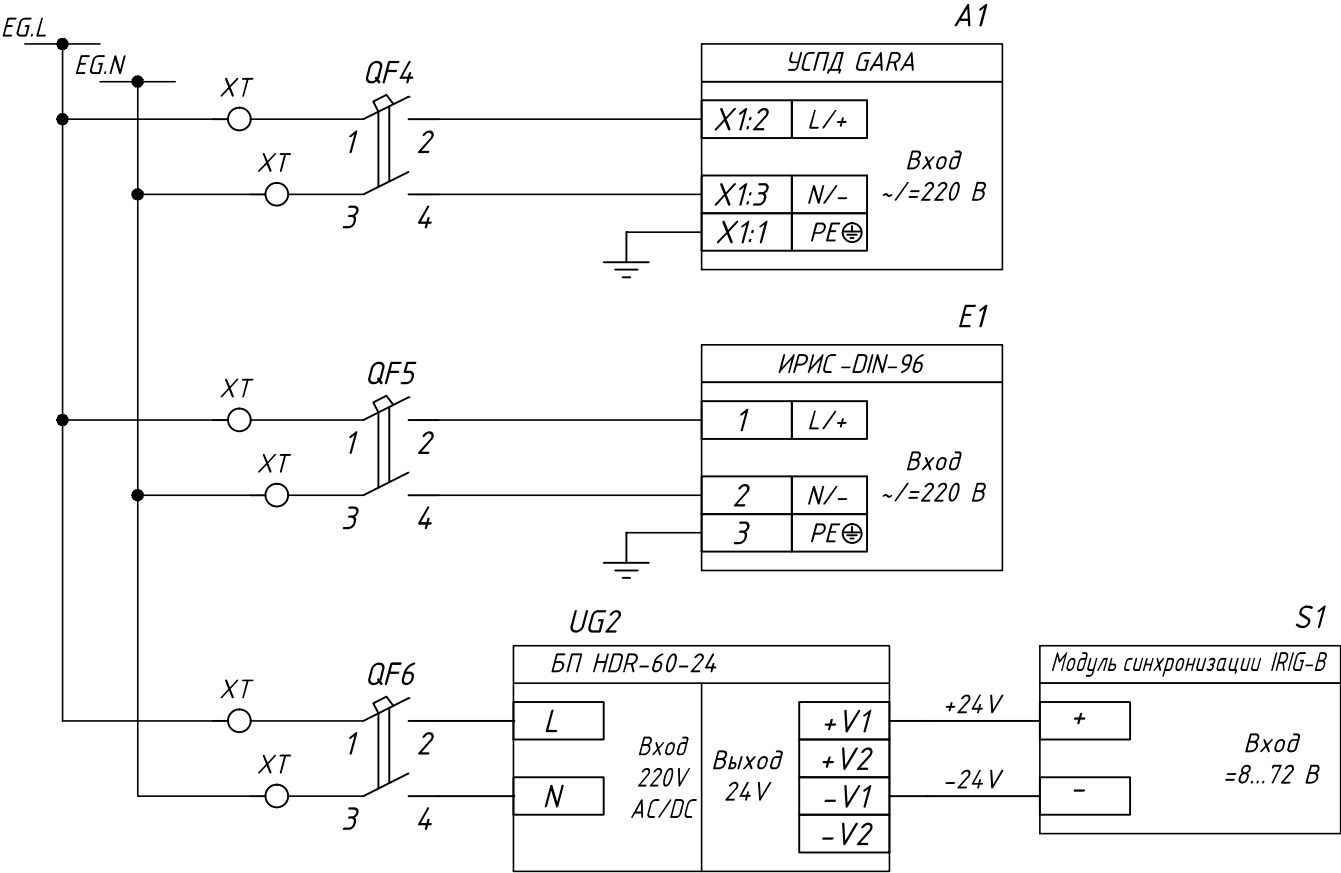 A1
EG.L
УСПД GARA
EG.N
XT
QF4
X1:2 L/+
1
2
Вход
~/=220 В
XT
X1:3 N/-
3
4
X1:1 PE
E1
ИРИС-DIN-96
XT
QF5
1 L/+
1
2
Вход
~/=220 В
XT
2 N/-
3
4
3 PE
UG2
S1
БП HDR-60-24
Модуль синхронизации IRIG-B
XT
QF6
L
+V1
+24V
+
1
2
Вход
220V
AC/DC
Выход
24V
+V2
Вход
=8...72 В
XT
N
-V1
-24V
-
3
4
-V2